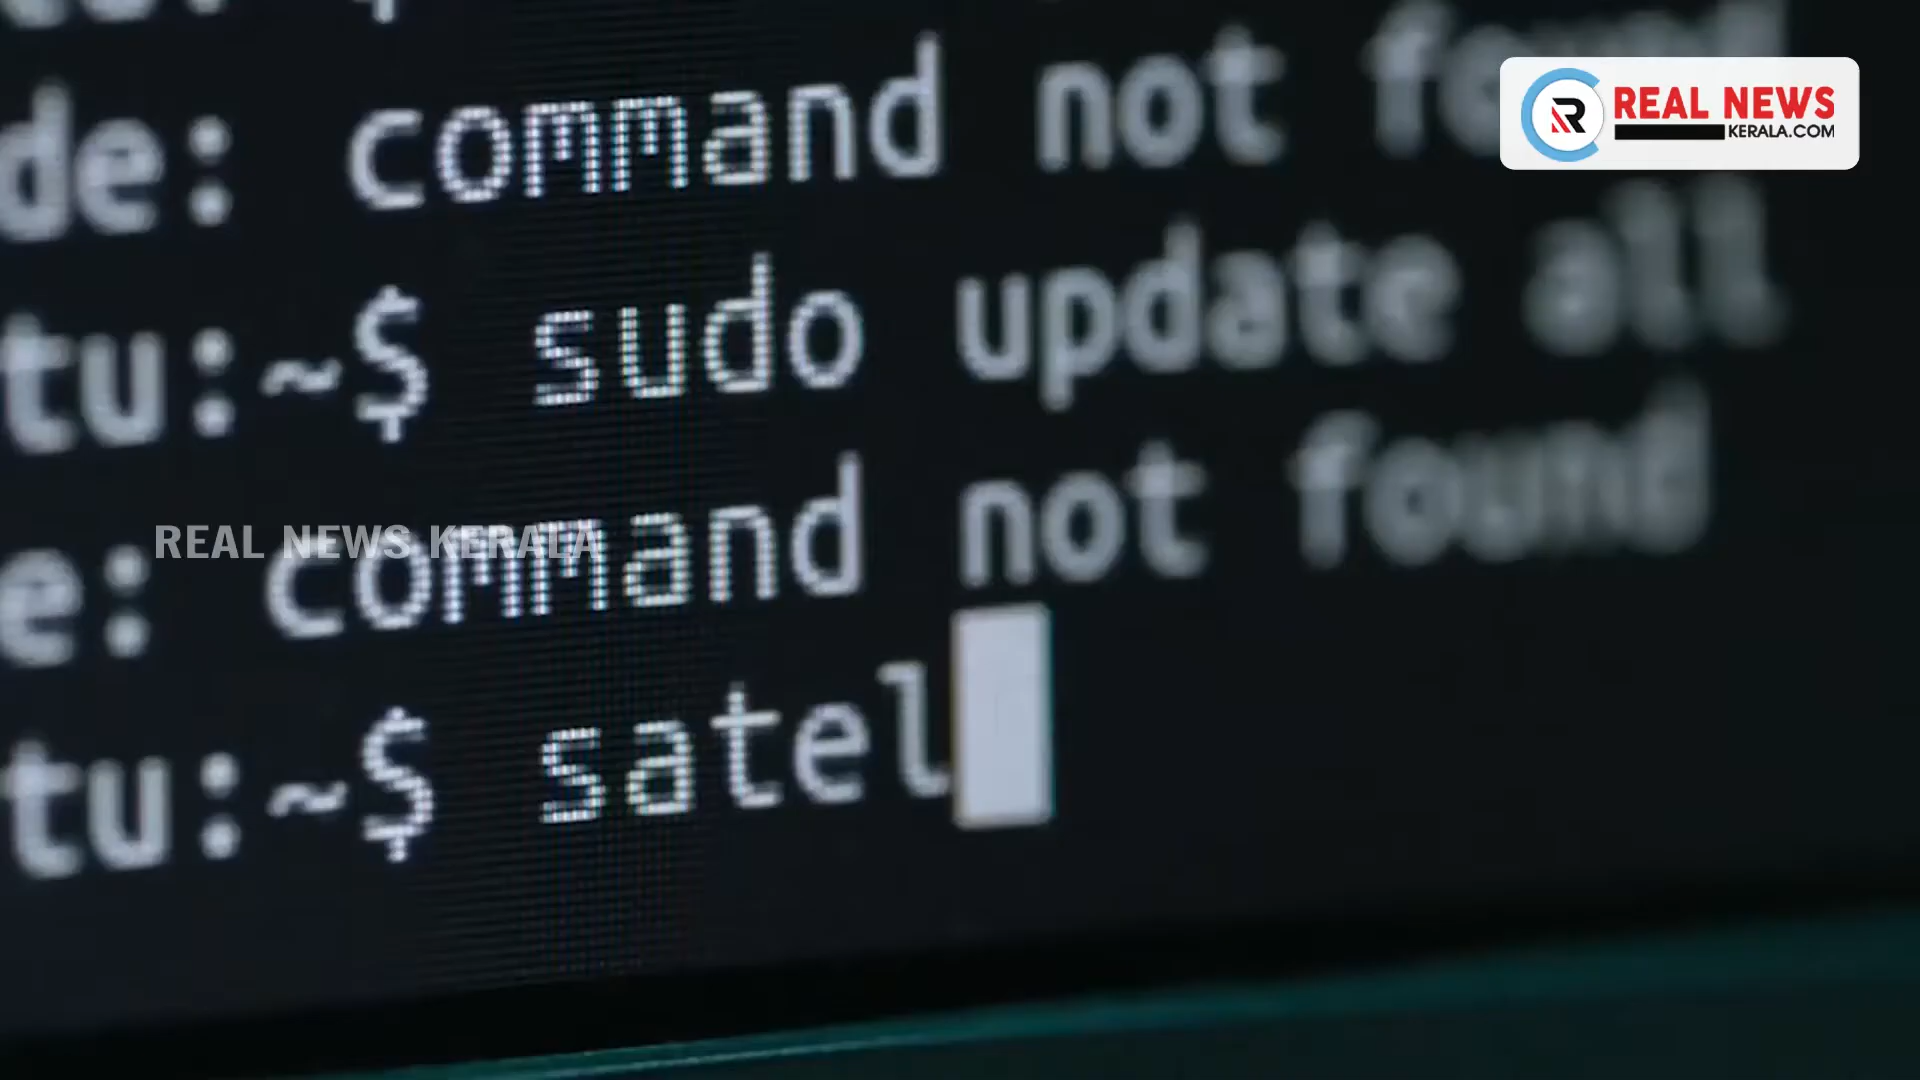 de: command not found
REAL NEWS
KERALA.COM
tu:~$ sudo update all
e: command not found
REAL NEWS KERALA
tu:~$ satel